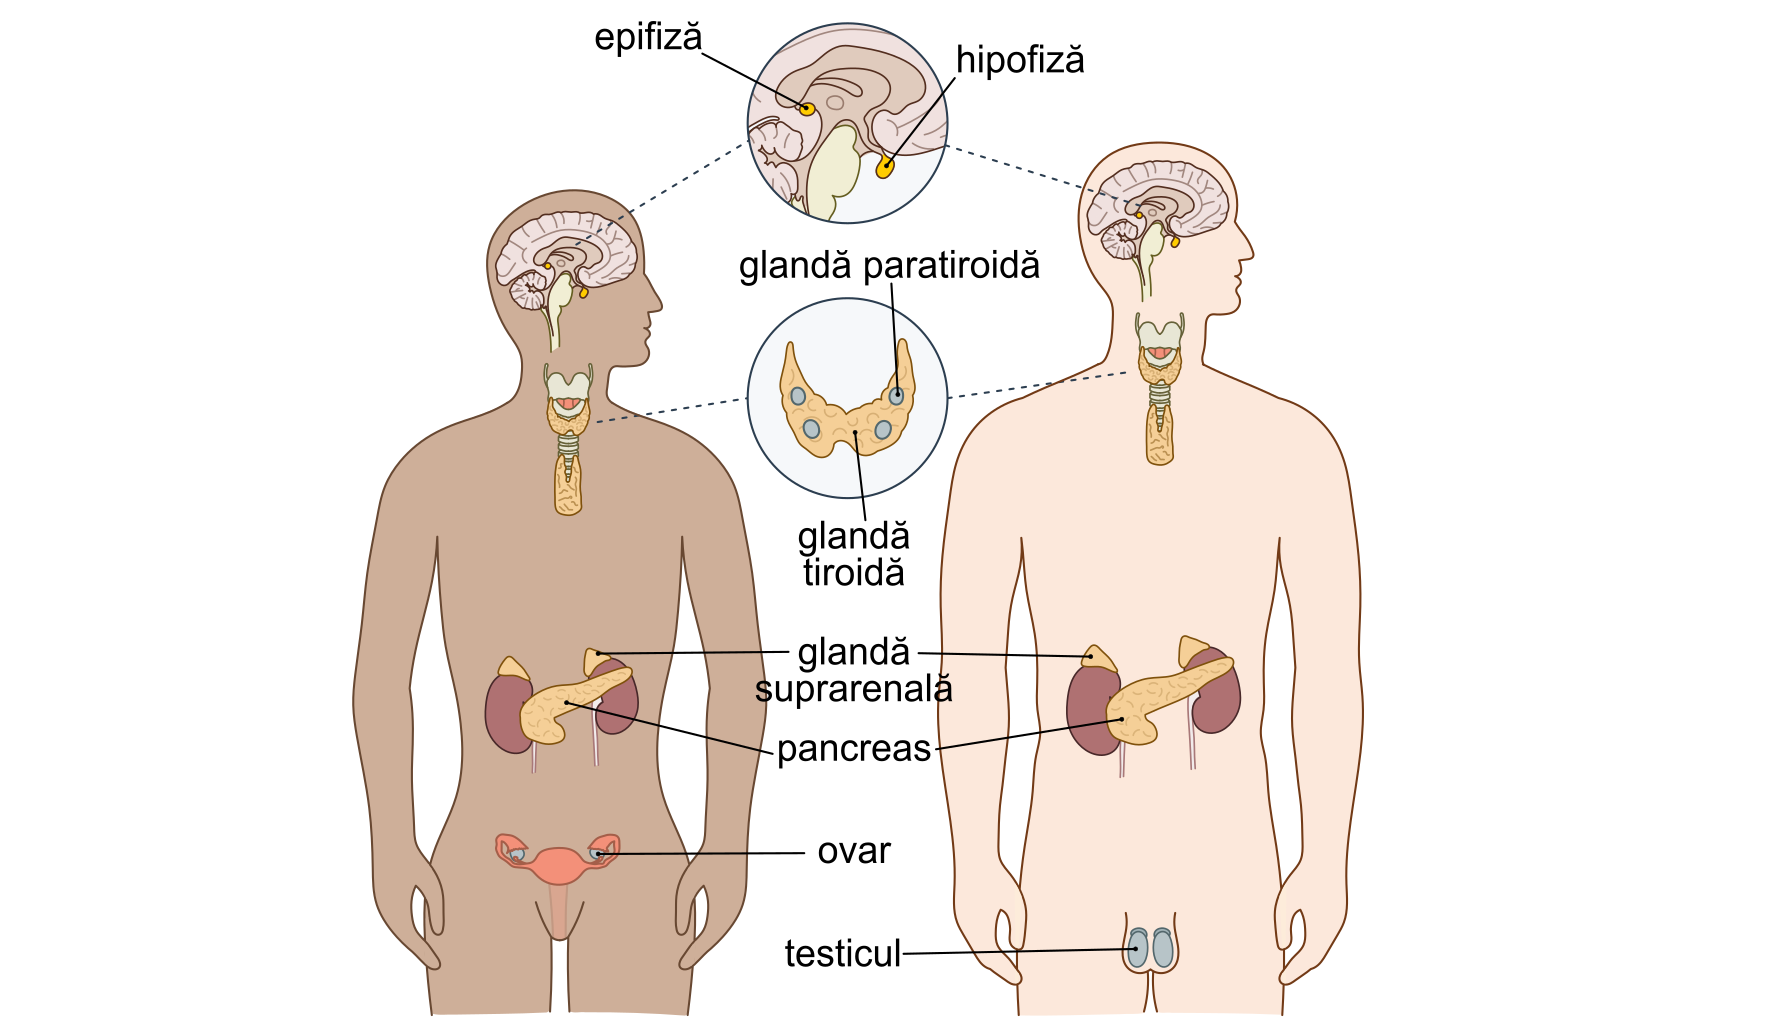 epifiză
hipofiză
glandă paratiroidă
glandă
tiroidă
glandă
suprarenală
pancreas
ovar
testicul